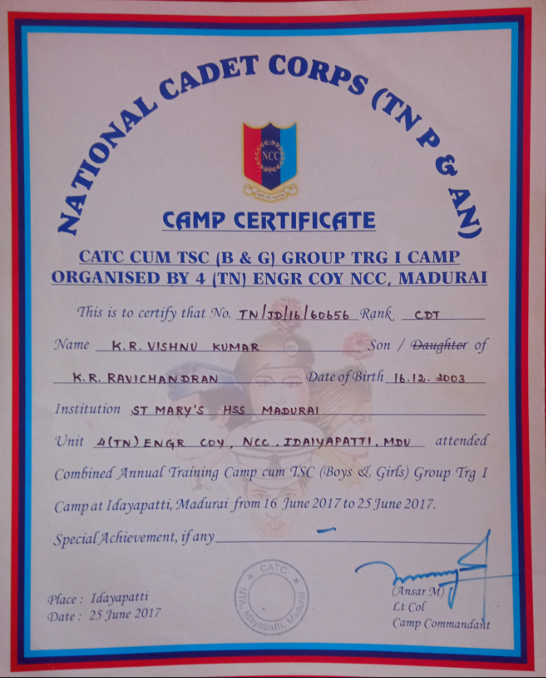 NATIONAL CADET CORPS (TN P & AN)
NCC
CAMP CERTIFICATE
CATC CUM TSC (B & G) GROUP TRG I CAMP
ORGANISED BY 4 (TN) ENGR COY NCC, MADURAI
This is to certify that No. TN/JD/16/60656 Rank CDT
Name K.R. VISHNU KUMAR Son / Daughter of
K.R. RAVICHANDRAN Date of Birth 16.12.2003
Institution ST MARY'S HSS MADURAI
Unit 4(TN) ENGR COY, NCC. IDAIYAPATTI, MDU attended
Combined Annual Training Camp cum TSC (Boys & Girls) Group Trg I
Camp at Idayapatti, Madurai from 16 June 2017 to 25 June 2017.
Special Achievement, if any –
CATC
Idayapatti, Madurai
(Ansar M)
Lt Col
Camp Commandant
Place : Idayapatti
Date : 25 June 2017